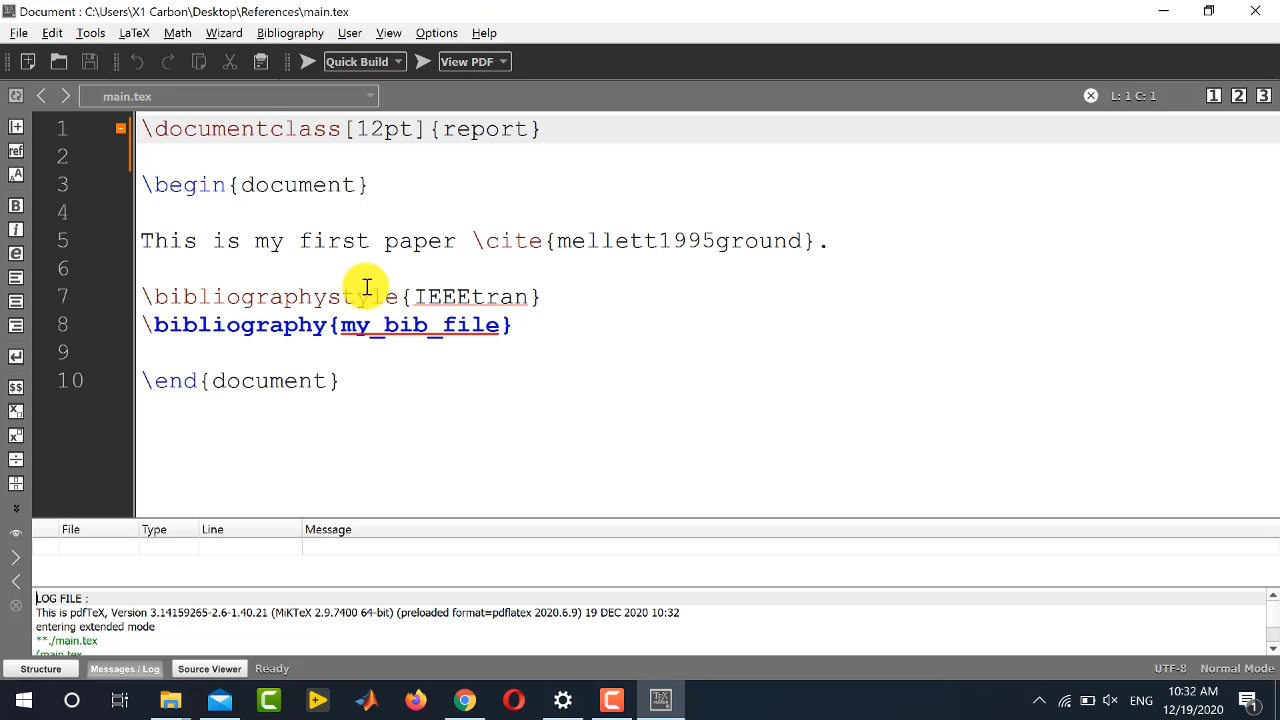 Document : C:\Users\X1 Carbon\Desktop\References\main.tex
File Edit Tools LaTeX Math Wizard Bibliography User View Options Help
Quick Build View PDF
main.tex L: 1 C: 1 1 2 3
1 \documentclass[12pt]{report}
2
3 \begin{document}
4
5 This is my first paper \cite{mellett1995ground}.
6
7 \bibliographystyle{IEEEtran}
8 \bibliography{my_bib_file}
9
10 \end{document}
File Type Line Message
LOG FILE :
This is pdfTeX, Version 3.14159265-2.6-1.40.21 (MiKTeX 2.9.7400 64-bit) (preloaded format=pdflatex 2020.6.9) 19 DEC 2020 10:32
entering extended mode
**./main.tex
(main.tex
Structure Messages / Log Source Viewer Ready UTF-8 Normal Mode
ENG 10:32 AM
12/19/2020